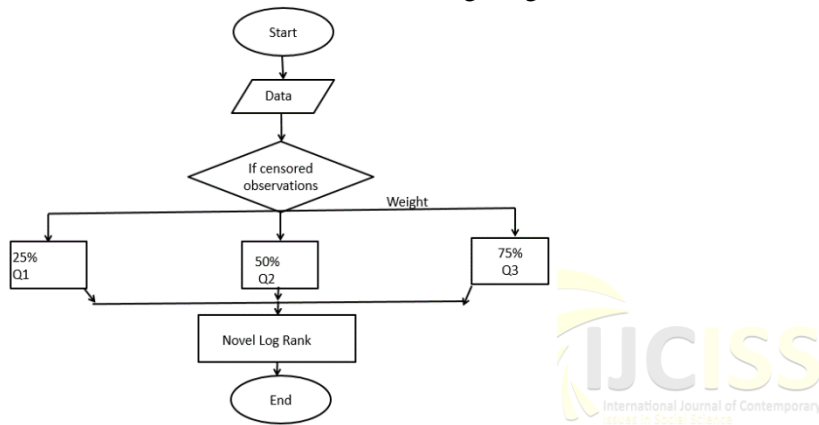 Start
Data
If censored
observations
Weight
25%
Q1
50%
Q2
75%
Q3
Novel Log Rank
End
IJCISS
International Journal of Contemporary
Issues in Social Science